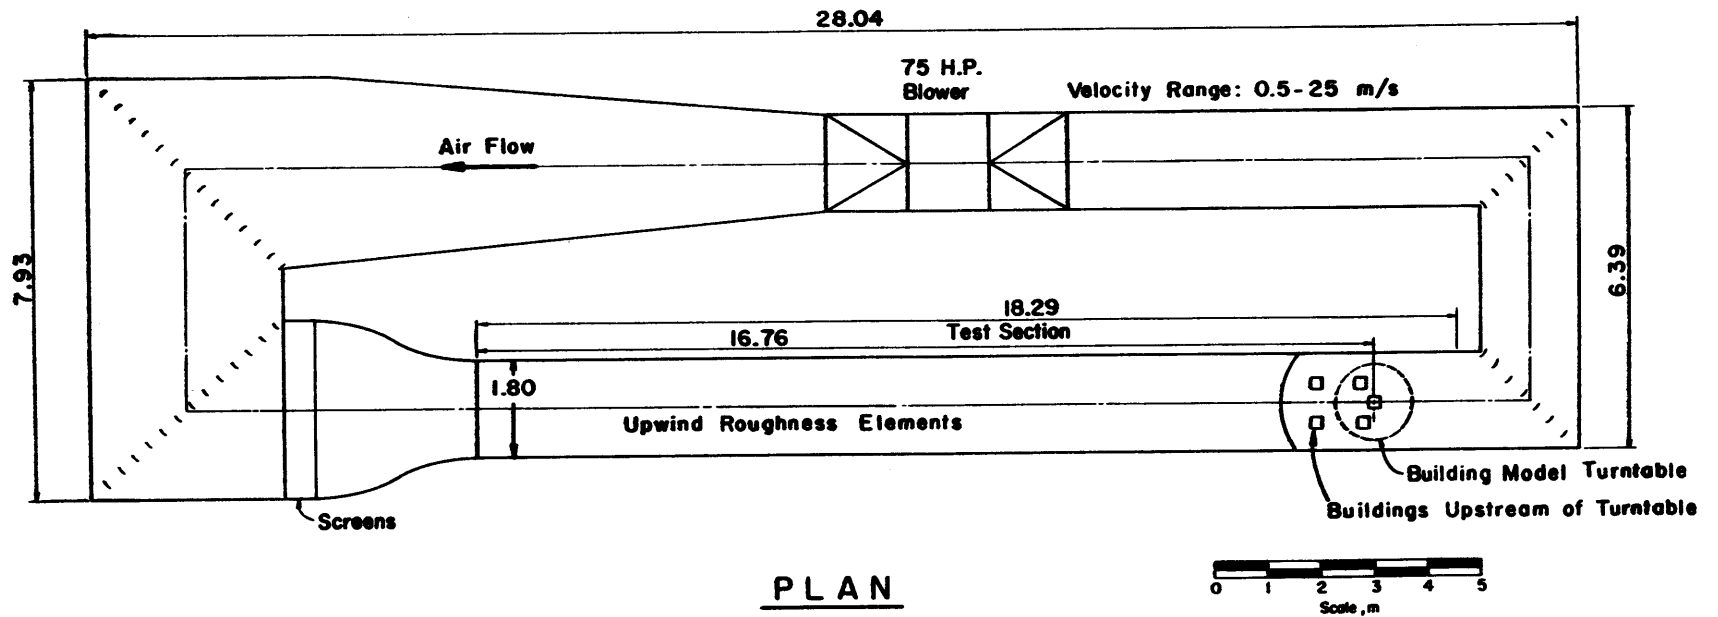 28.04
75 H.P.
Blower
Velocity Range: 0.5-25 m/s
Air Flow
7.93
6.39
18.29
Test Section
16.76
1.80
Upwind Roughness Elements
Building Model Turntable
Buildings Upstream of Turntable
Screens
PLAN
0 1 2 3 4 5
Scale, m